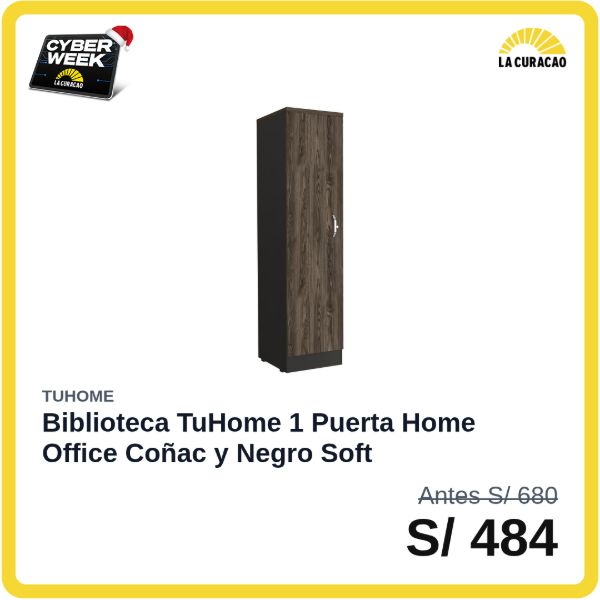 CYBER
WEEK
LA CURACAO
LA CURACAO
TUHOME
Biblioteca TuHome 1 Puerta Home
Office Coñac y Negro Soft
Antes S/ 680
S/ 484